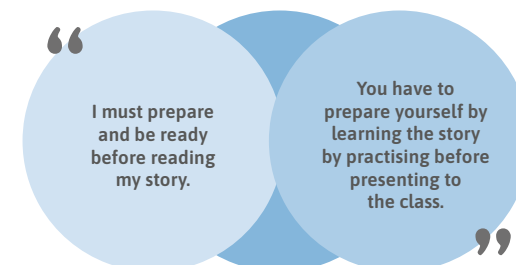 “
I must prepare
and be ready
before reading
my story.
You have to
prepare yourself by
learning the story
by practising before
presenting to
the class.
”